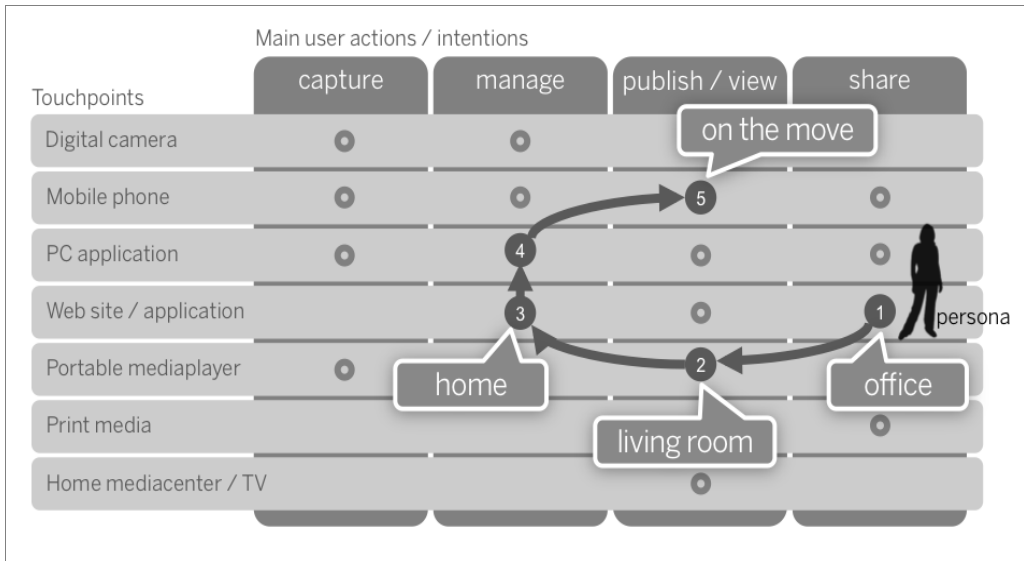 Main user actions / intentions
capture manage publish / view share
Touchpoints
on the move
Digital camera
Mobile phone 5
PC application 4
Web site / application 3 1 persona
Portable mediaplayer 2
home office
Print media
living room
Home mediacenter / TV